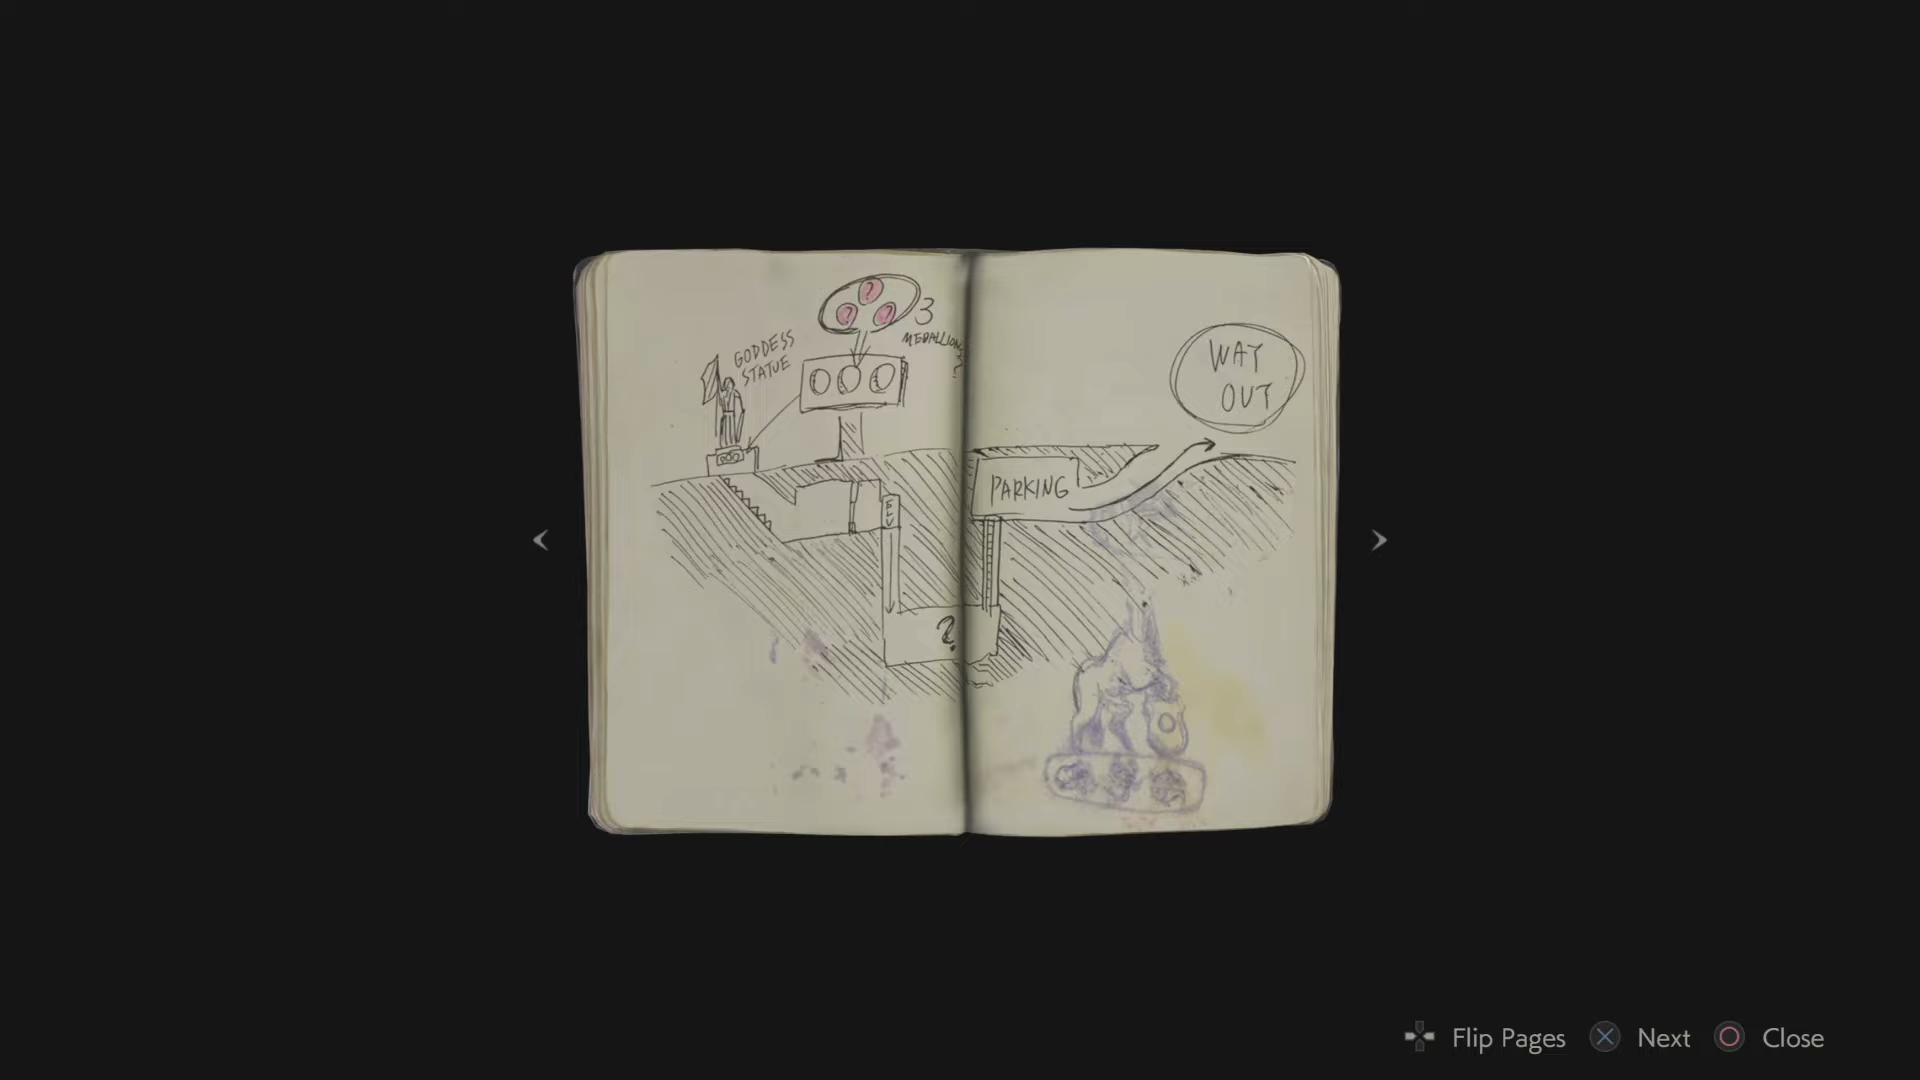 ?
? ?
3
MEDALLIONS?
GODDESS
STATUE
ELV
?
WAY
OUT
PARKING
Flip Pages
Next
Close